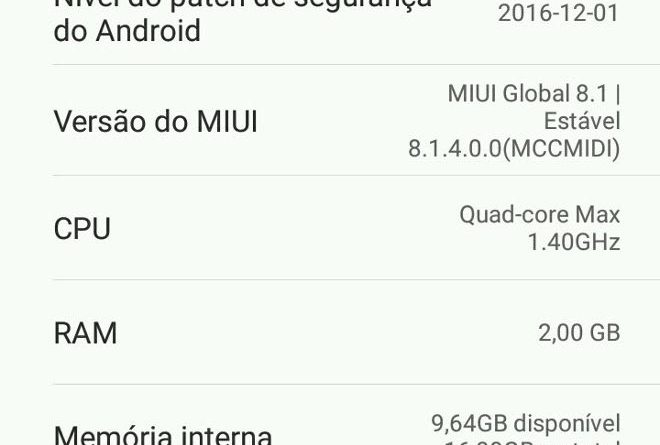 Nível do patch de segurança
do Android
2016-12-01
Versão do MIUI
MIUI Global 8.1 |
Estável
8.1.4.0.0(MCCMIDI)
CPU
Quad-core Max
1.40GHz
RAM
2,00 GB
Memória interna
9,64GB disponível